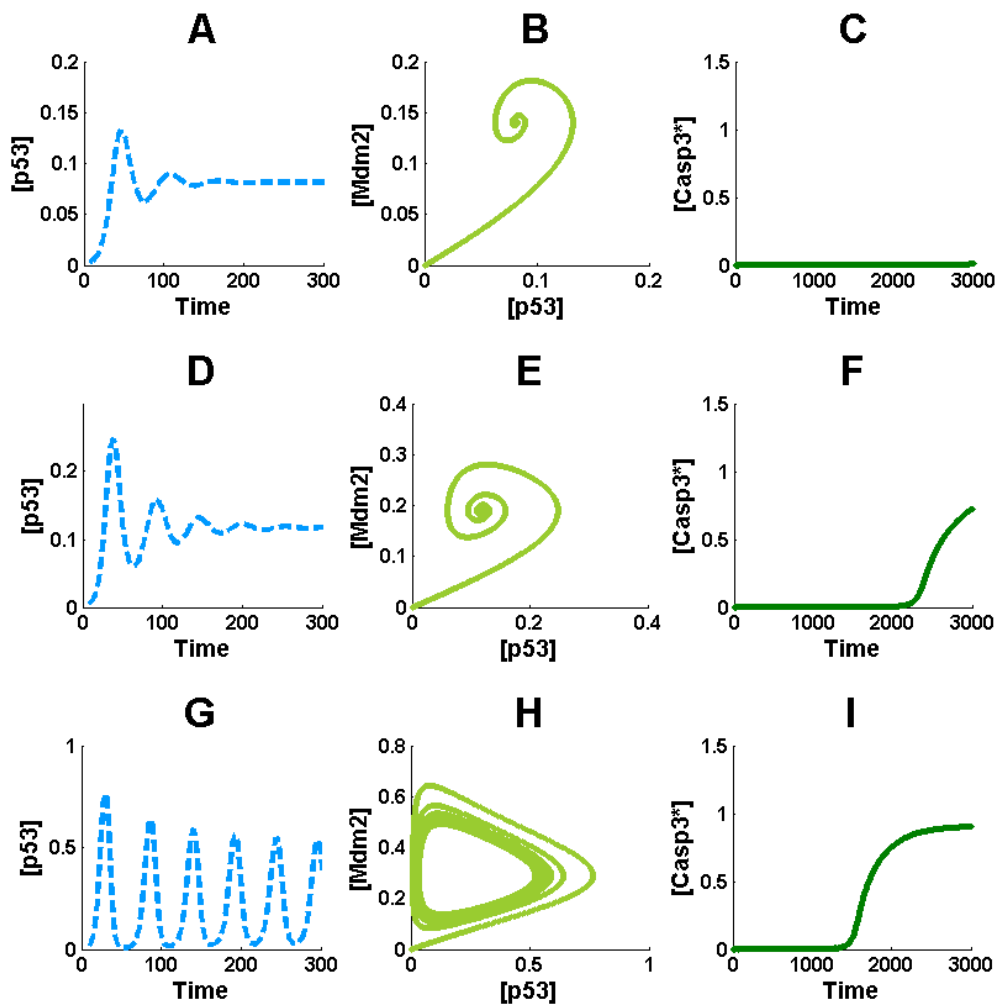 A
B
C
[p53]
0.2
0.15
0.1
0.05
0
0
100
200
300
Time
[Mdm2]
0.2
0.15
0.1
0.05
0
0
0.1
0.2
[p53]
[Casp3*]
1.5
1
0.5
0
0
1000
2000
3000
Time
D
E
F
[p53]
0.2
0.1
0
0
100
200
300
Time
[Mdm2]
0.4
0.3
0.2
0.1
0
0
0.2
0.4
[p53]
[Casp3*]
1.5
1
0.5
0
0
1000
2000
3000
Time
G
H
I
[p53]
1
0.5
0
0
100
200
300
Time
[Mdm2]
0.8
0.6
0.4
0.2
0
0
0.5
1
[p53]
[Casp3*]
1.5
1
0.5
0
0
1000
2000
3000
Time